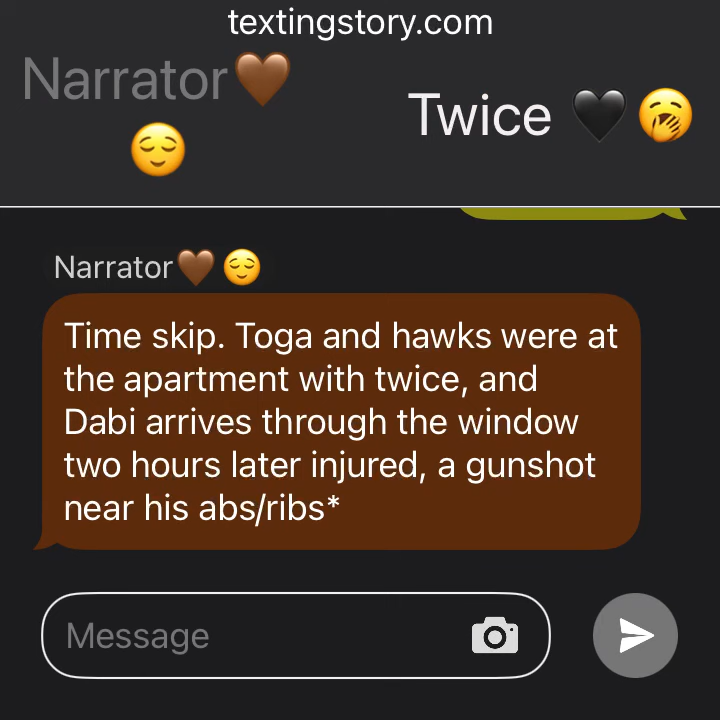 textingstory.com
Narrator🤎
😌
Twice 🖤🥱
Narrator🤎😌
Time skip. Toga and hawks were at
the apartment with twice, and
Dabi arrives through the window
two hours later injured, a gunshot
near his abs/ribs*
Message